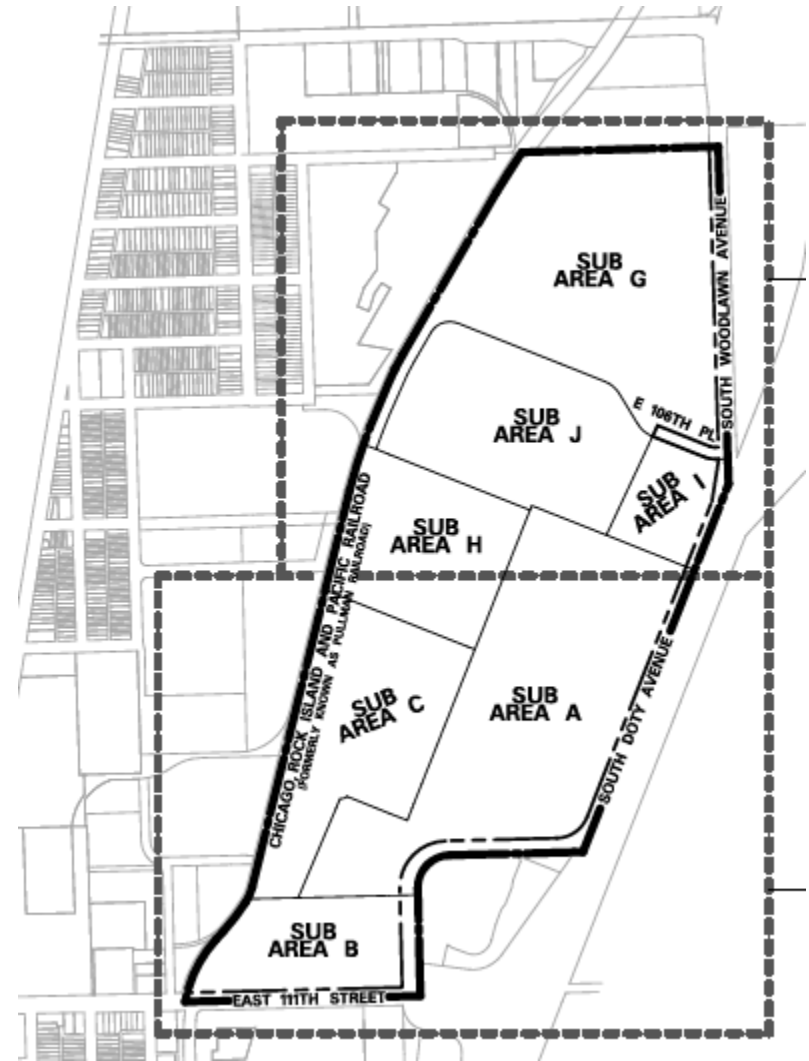 SUB
AREA G
SOUTH WOODLAWN AVENUE
E 106TH PL
SUB
AREA J
SUB
AREA I
SUB
AREA H
CHICAGO, ROCK ISLAND AND PACIFIC RAILROAD
(FORMERLY KNOWN AS PULLMAN RAILROAD)
SUB
AREA C
SUB
AREA A
SOUTH DOTY AVENUE
SUB
AREA B
EAST 111TH STREET